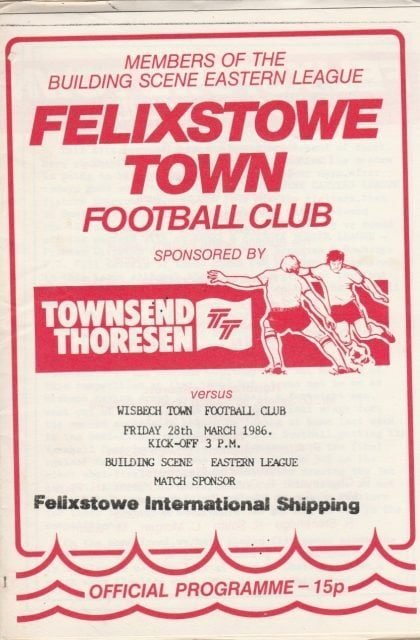 MEMBERS OF THE
BUILDING SCENE EASTERN LEAGUE
FELIXSTOWE
TOWN
FOOTBALL CLUB
SPONSORED BY
TOWNSEND
THORESEN
TT
versus
WISBECH TOWN FOOTBALL CLUB
FRIDAY 28th MARCH 1986.
KICK-OFF 3 P.M.
BUILDING SCENE EASTERN LEAGUE
MATCH SPONSOR
Felixstowe International Shipping
OFFICIAL PROGRAMME – 15p